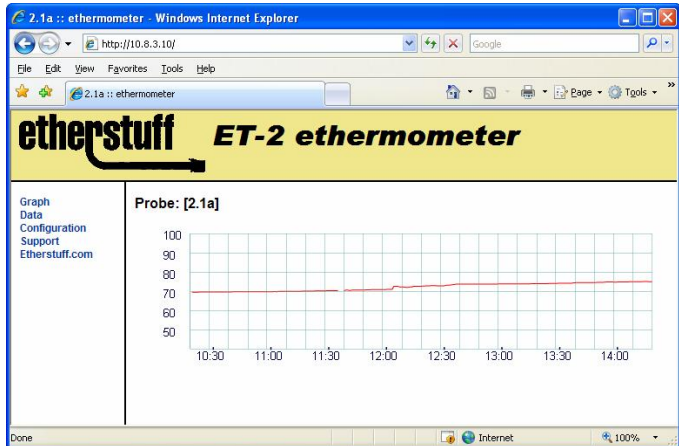 2.1a :: ethermometer - Windows Internet Explorer
http://10.8.3.10/
Google
File Edit View Favorites Tools Help
2.1a :: ethermometer
Page Tools »
etherstuff ET-2 ethermometer
Graph
Data
Configuration
Support
Etherstuff.com
Probe: [2.1a]
100
90
80
70
60
50
10:30 11:00 11:30 12:00 12:30 13:00 13:30 14:00
Done Internet 100%